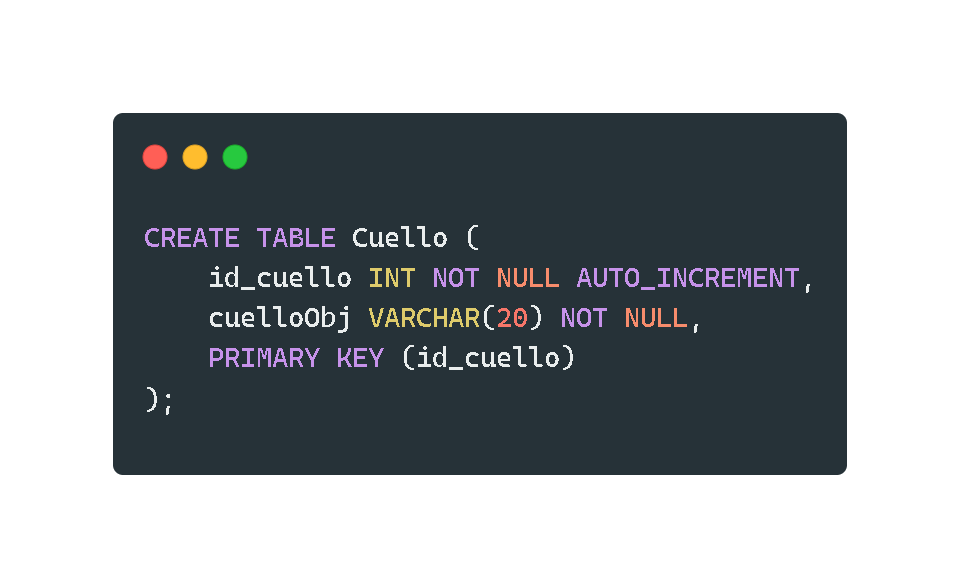 CREATE TABLE Cuello (
    id_cuello INT NOT NULL AUTO_INCREMENT,
    cuelloObj VARCHAR(20) NOT NULL,
    PRIMARY KEY (id_cuello)
);